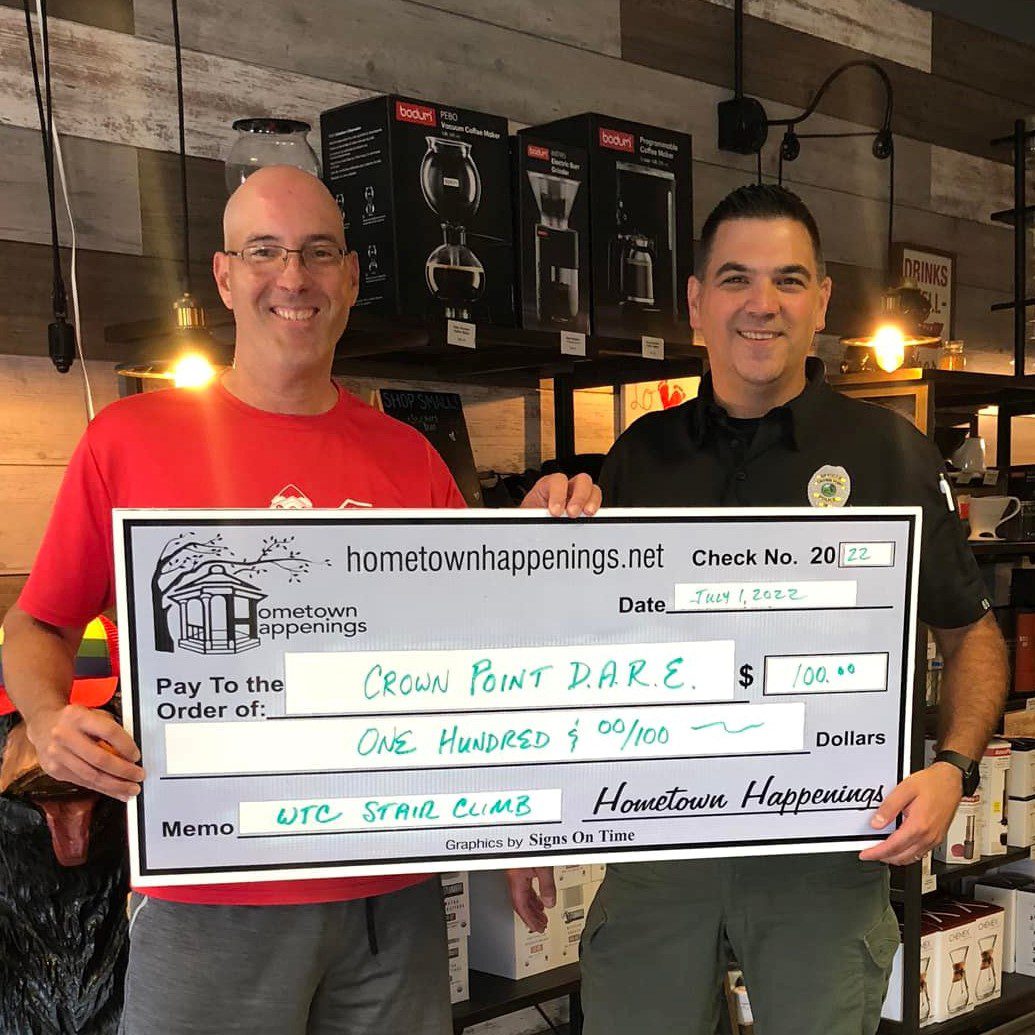 bodum
PEBO
Vacuum Coffee Maker
bodum
Electric Burr
Grinder
bodum
Programmable
Coffee Maker
DRINKS
SHOP SMALL
hometownhappenings.net
Check No. 20 22
Hometown
Happenings
Date July 1, 2022
Pay To the
Order of: CROWN POINT D.A.R.E. $ 100.00
ONE HUNDRED & 00/100 Dollars
Memo WTC STAIR CLIMB
Hometown Happenings
Graphics by Signs On Time
CHEMEX